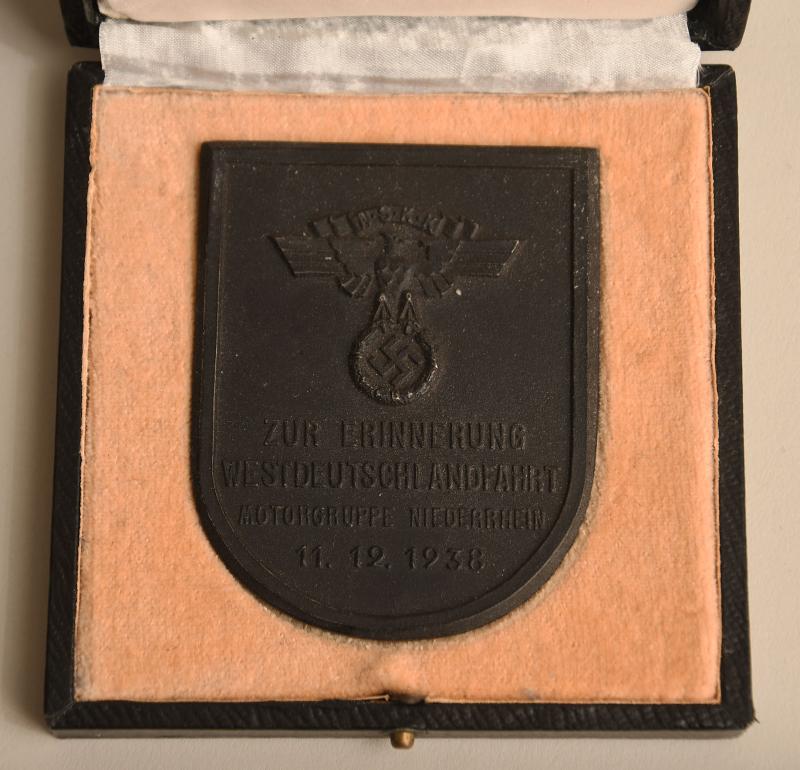 N.S.K.K.
ZUR ERINNERUNG
WESTDEUTSCHLANDFAHRT
MOTORGRUPPE NIEDERRHEIN
11. 12. 1938